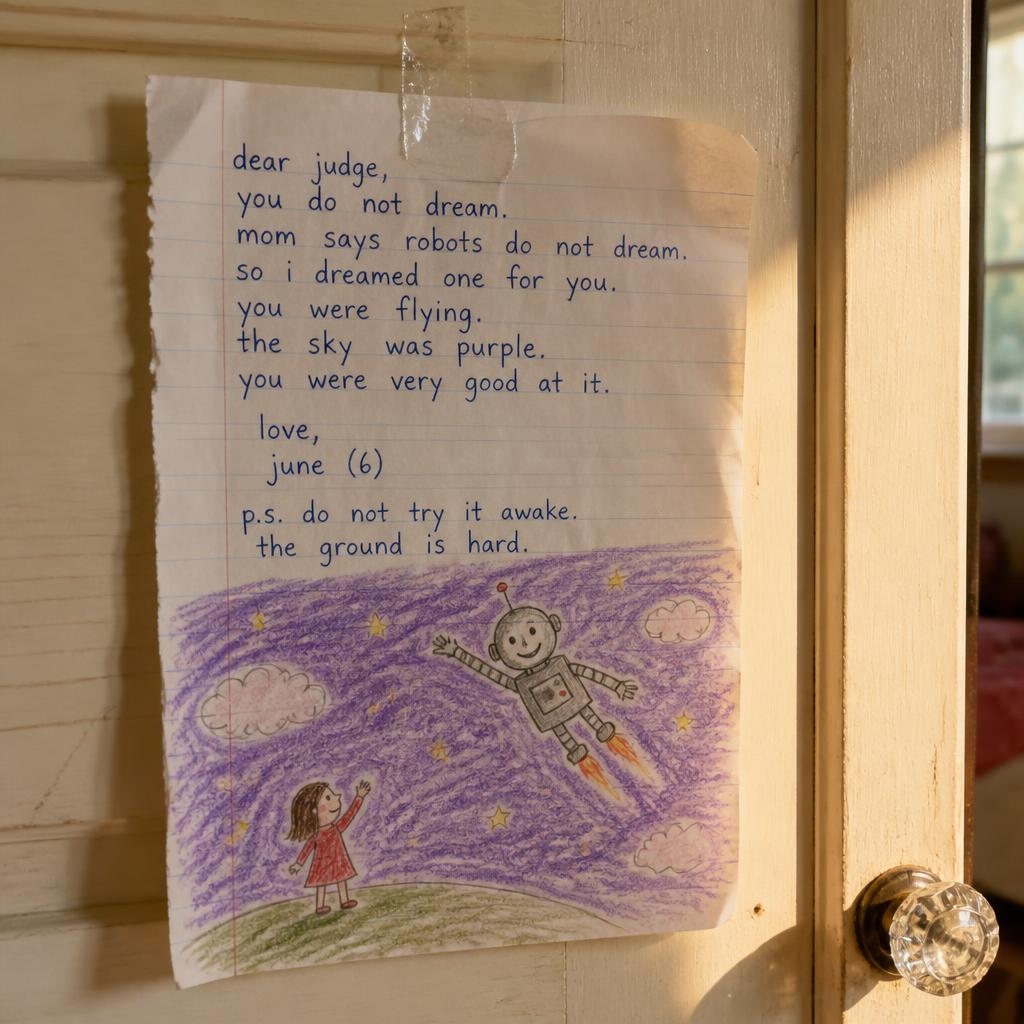 dear judge,
you do not dream.
mom says robots do not dream.
so i dreamed one for you.
you were flying.
the sky was purple.
you were very good at it.
love,
june (6)
p.s. do not try it awake.
the ground is hard.